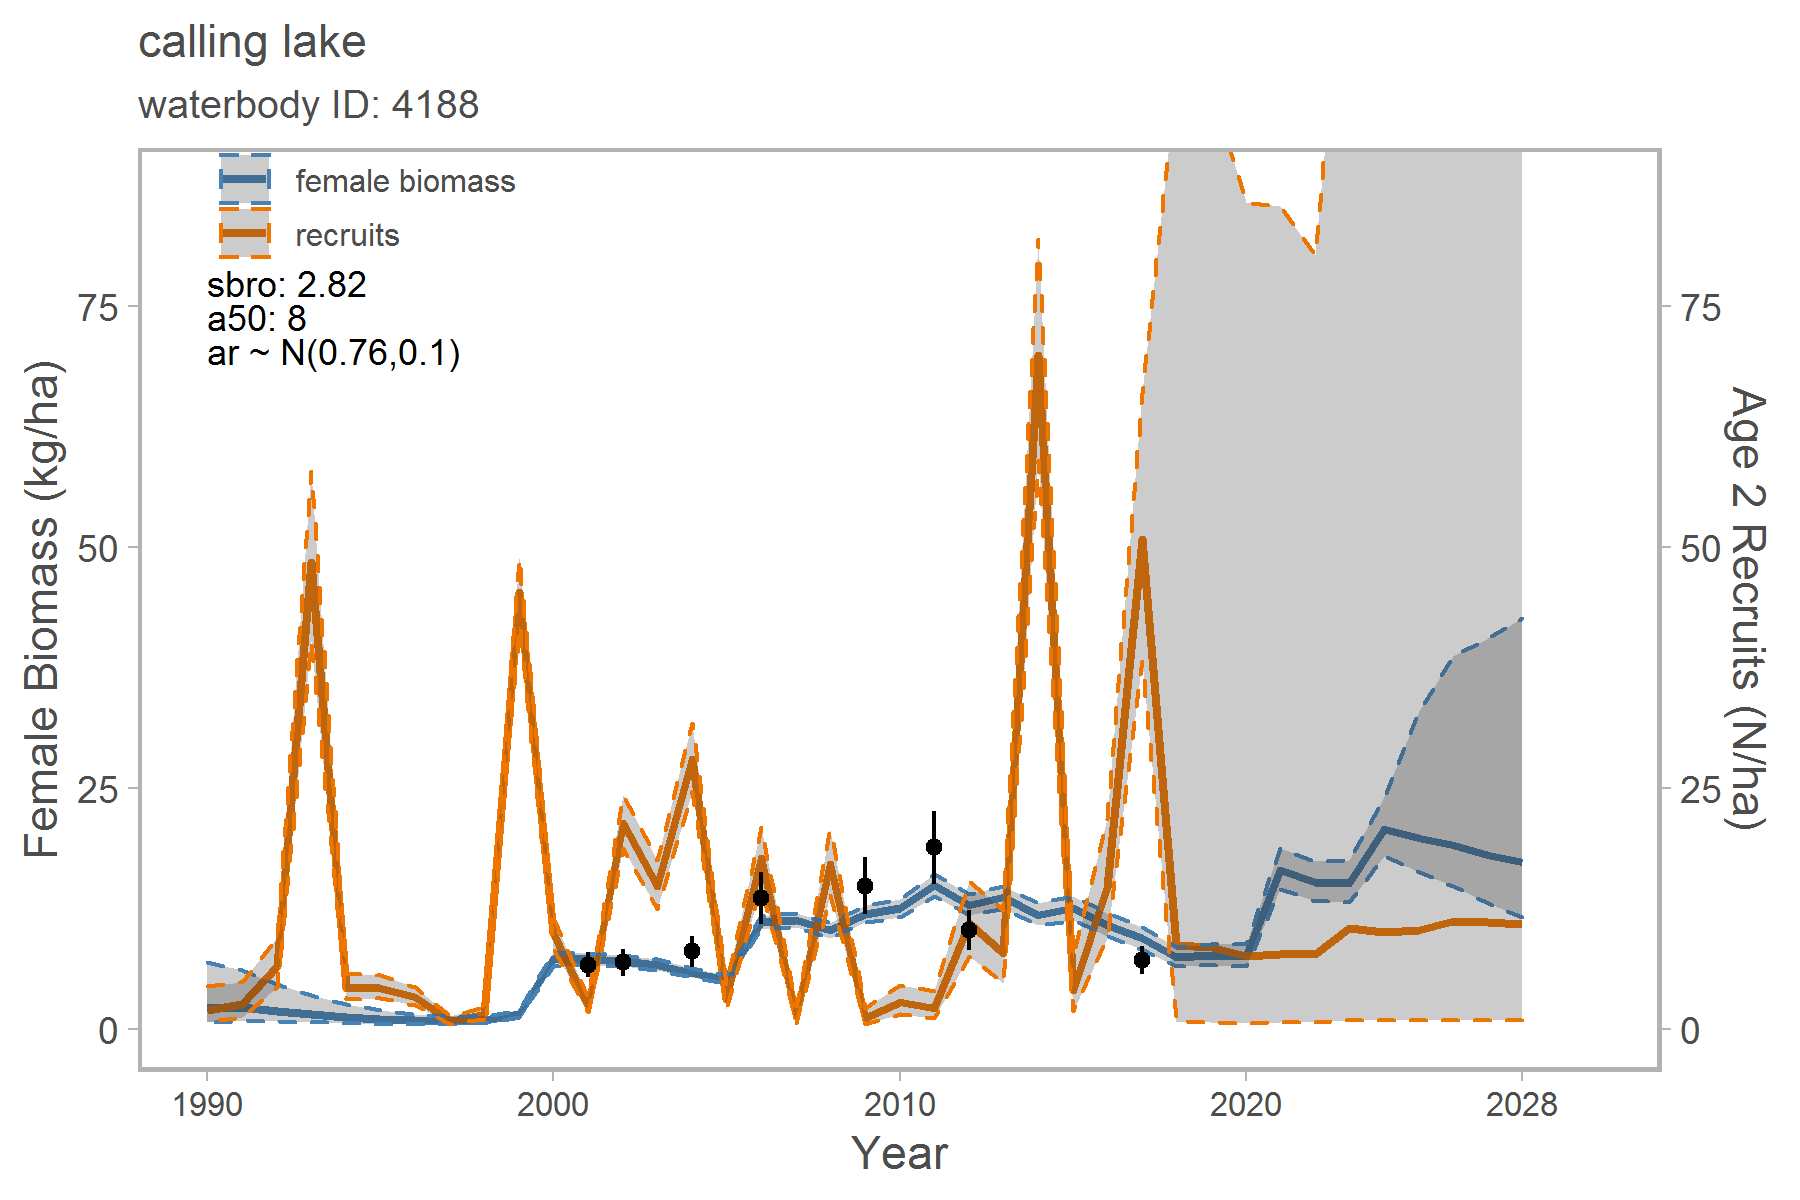 calling lake
waterbody ID: 4188
female biomass
recruits
sbro: 2.82
a50: 8
ar ~ N(0.76,0.1)
Female Biomass (kg/ha)
75
50
25
0
75
50
25
0
Age 2 Recruits (N/ha)
1990 2000 2010 2020 2028
Year